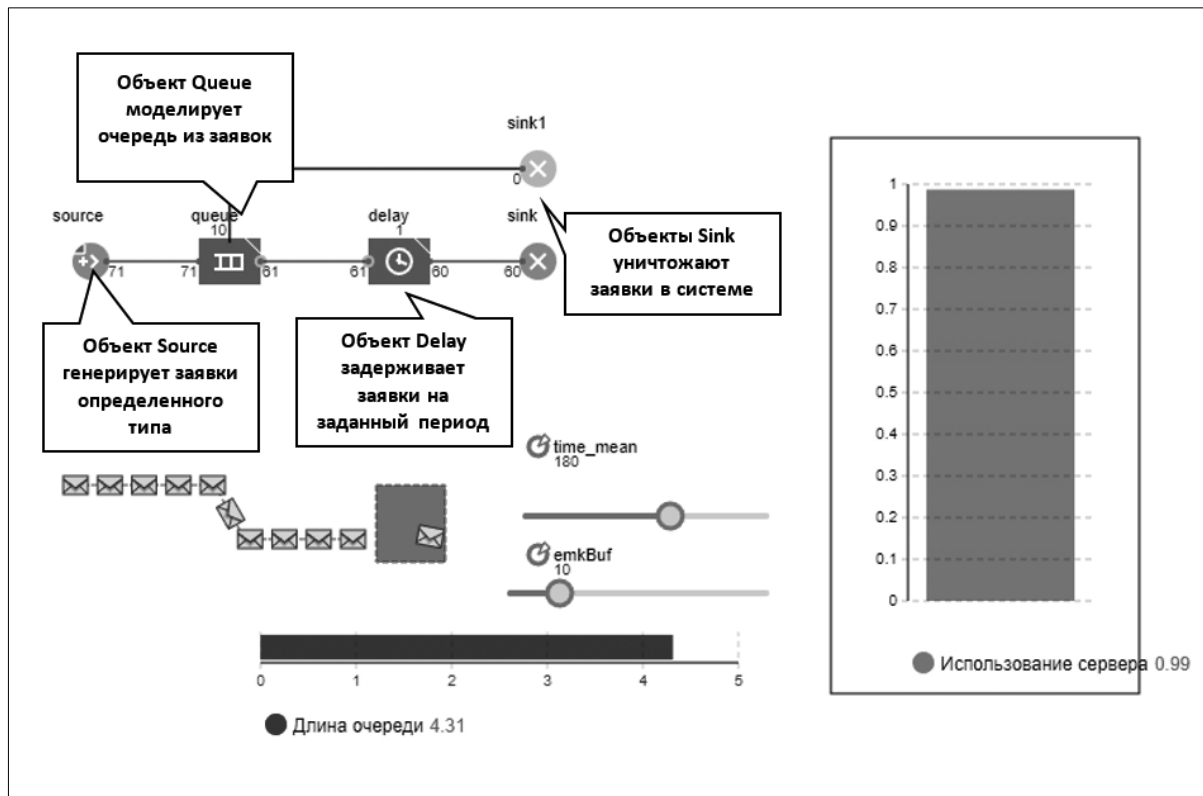 Объект Queue
моделирует
очередь из заявок
sink1
0
source
queue
10
delay
1
sink
71
71
61
61
60
60
Объекты Sink
уничтожают
заявки в системе
Объект Source
генерирует заявки
определенного
типа
Объект Delay
задерживает
заявки на
заданный период
time_mean
180
emkBuf
10
0
1
2
3
4
5
Длина очереди 4.31
1
0.9
0.8
0.7
0.6
0.5
0.4
0.3
0.2
0.1
0
Использование сервера 0.99